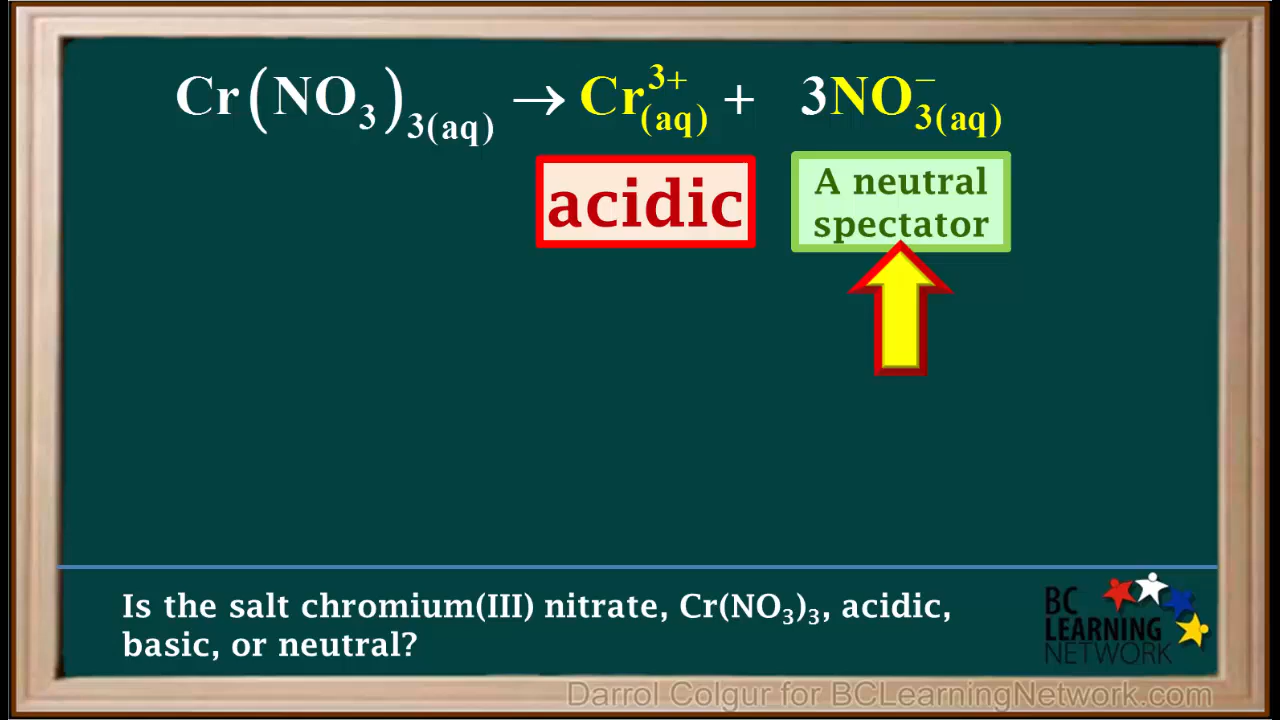 Cr(NO₃)₃₍aq₎ → Cr³⁺(aq) + 3NO₃⁻(aq)
acidic
A neutral
spectator
Is the salt chromium(III) nitrate, Cr(NO₃)₃, acidic,
basic, or neutral?
BC
LEARNING
NETWORK
Darrol Colgur for BCLearningNetwork.com